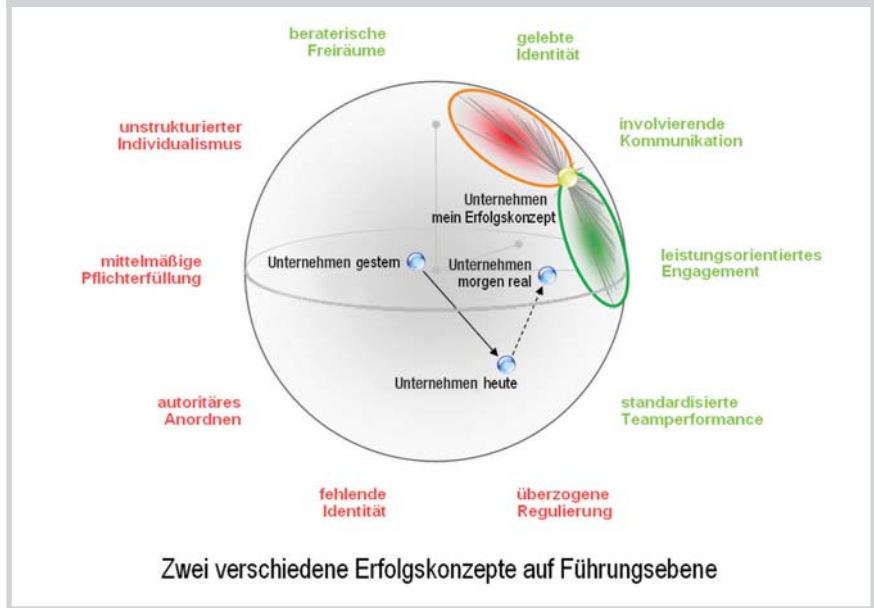 beraterische
Freiräume
gelebte
Identität
unstrukturierter
Individualismus
involvierende
Kommunikation
Unternehmen
mein Erfolgskonzept
mittelmäßige
Pflichterfüllung
Unternehmen gestern
Unternehmen
morgen real
leistungsorientiertes
Engagement
Unternehmen heute
autoritäres
Anordnen
standardisierte
Teamperformance
fehlende
Identität
überzogene
Regulierung
Zwei verschiedene Erfolgskonzepte auf Führungsebene